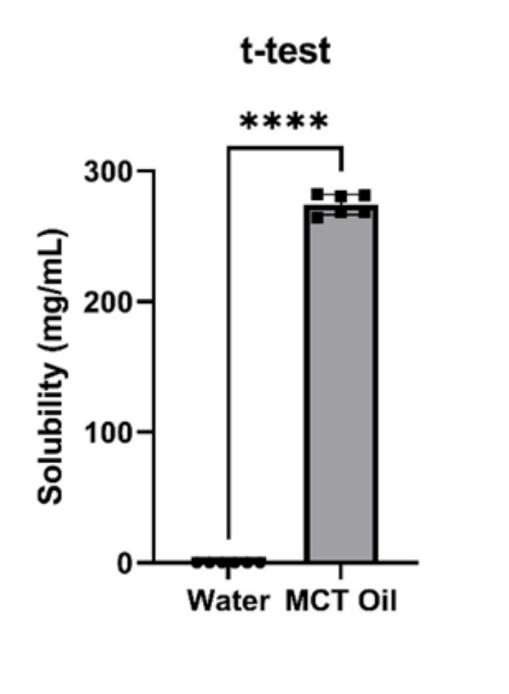 t-test
****
300
200
100
0
Solubility (mg/mL)
Water MCT Oil